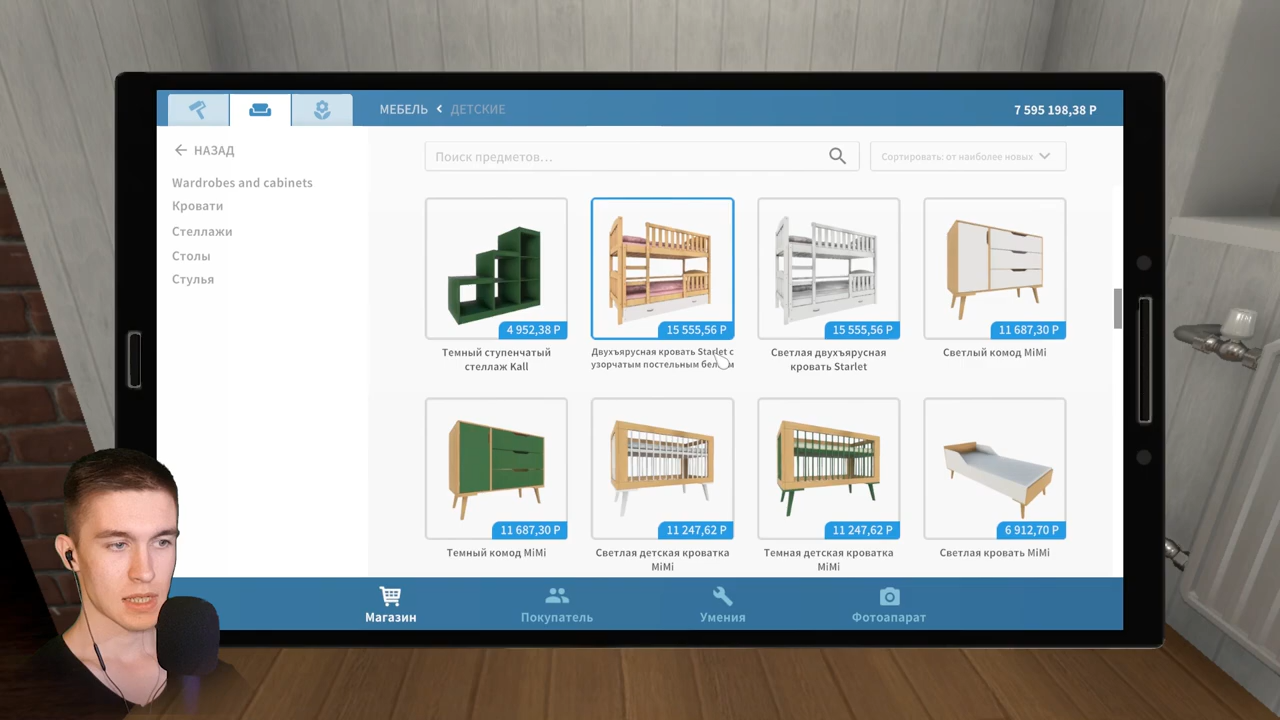 МЕБЕЛЬ < ДЕТСКИЕ
7 595 198,38 Р
НАЗАД
Wardrobes and cabinets
Кровати
Стеллажи
Столы
Стулья
Поиск предметов...
Сортировать: от наиболее новых
4 952,38 Р
Темный ступенчатый
стеллаж Kall
15 555,56 Р
Двухъярусная кровать Starlet с
узорчатым постельным бельем
15 555,56 Р
Светлая двухъярусная
кровать Starlet
11 687,30 Р
Светлый комод MiMi
11 687,30 Р
Темный комод MiMi
11 247,62 Р
Светлая детская кроватка
MiMi
11 247,62 Р
Темная детская кроватка
MiMi
6 912,70 Р
Светлая кровать MiMi
Магазин
Покупатель
Умения
Фотоаппарат